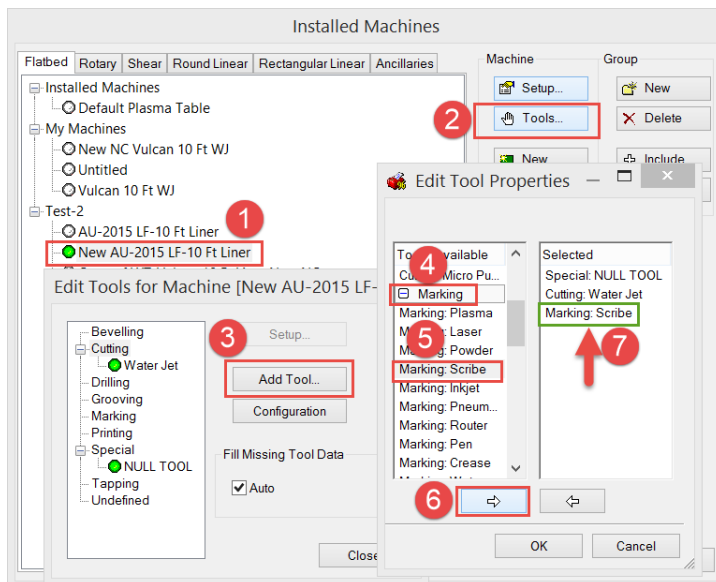 Installed Machines
Flatbed Rotary Shear Round Linear Rectangular Linear Ancillaries
Installed Machines
Default Plasma Table
My Machines
New NC Vulcan 10 Ft WJ
Untitled
Vulcan 10 Ft WJ
Test-2
AU-2015 LF-10 Ft Liner
1
New AU-2015 LF-10 Ft Liner
Machine
Setup...
2
Tools...
New
Group
New
Delete
Include
Edit Tools for Machine [New AU-2015 LF-
Bevelling
Cutting
Water Jet
Drilling
Grooving
Marking
Printing
Special
NULL TOOL
Tapping
Undefined
Setup...
3
Add Tool...
Configuration
Fill Missing Tool Data
Auto
Close
Edit Tool Properties
4
Marking
Marking: Plasma
5
Marking: Laser
Marking: Powder
Marking: Scribe
Marking: Inkjet
Marking: Pneum...
Marking: Router
Marking: Pen
Marking: Crease
Selected
Special: NULL TOOL
Cutting: Water Jet
Marking: Scribe
7
6
OK Cancel